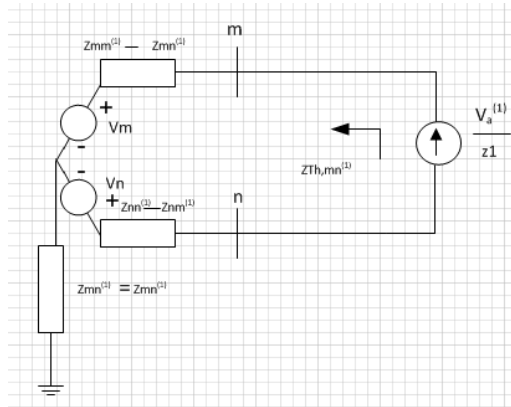 m
Zmm⁽¹⁾ — Zmn⁽¹⁾
+
Vm
-
Va⁽¹⁾
z1
ZTh,mn⁽¹⁾
-
Vn
+
Znn⁽¹⁾—Znm⁽¹⁾
n
Zmn⁽¹⁾ = Zmn⁽¹⁾